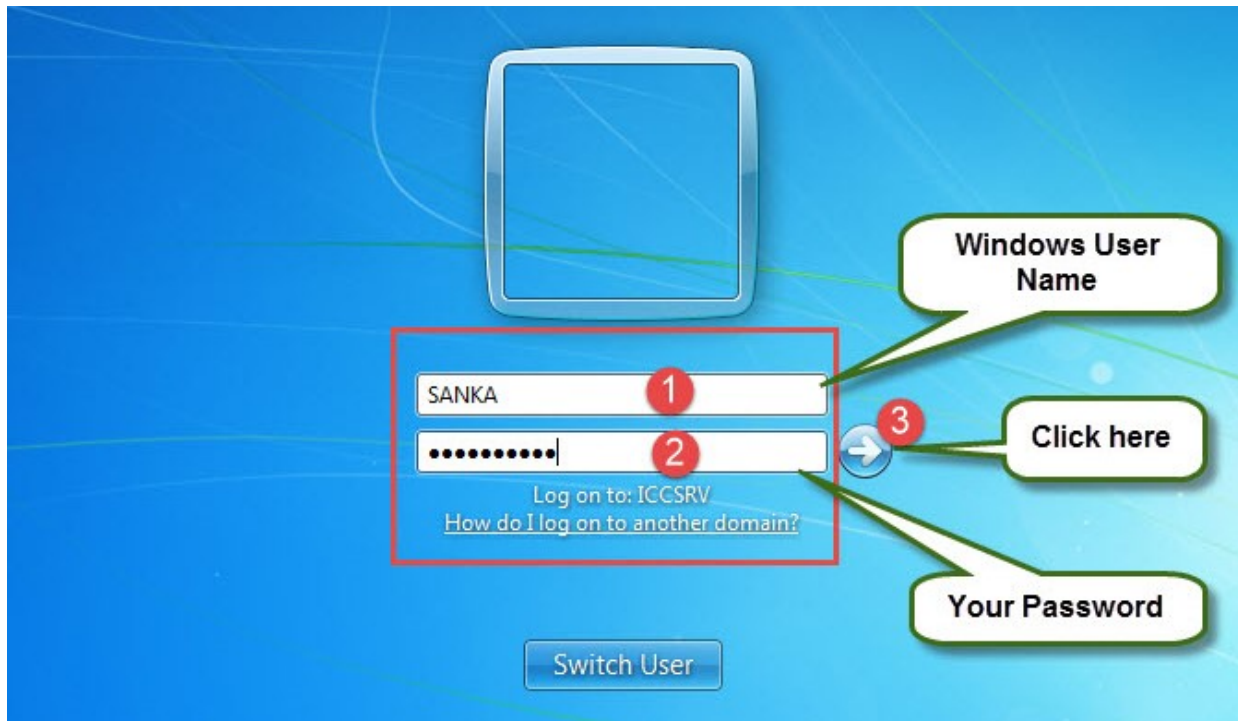 Windows User
Name
SANKA
1
3
Click here
••••••••••
2
Log on to: ICCSRV
How do I log on to another domain?
Your Password
Switch User